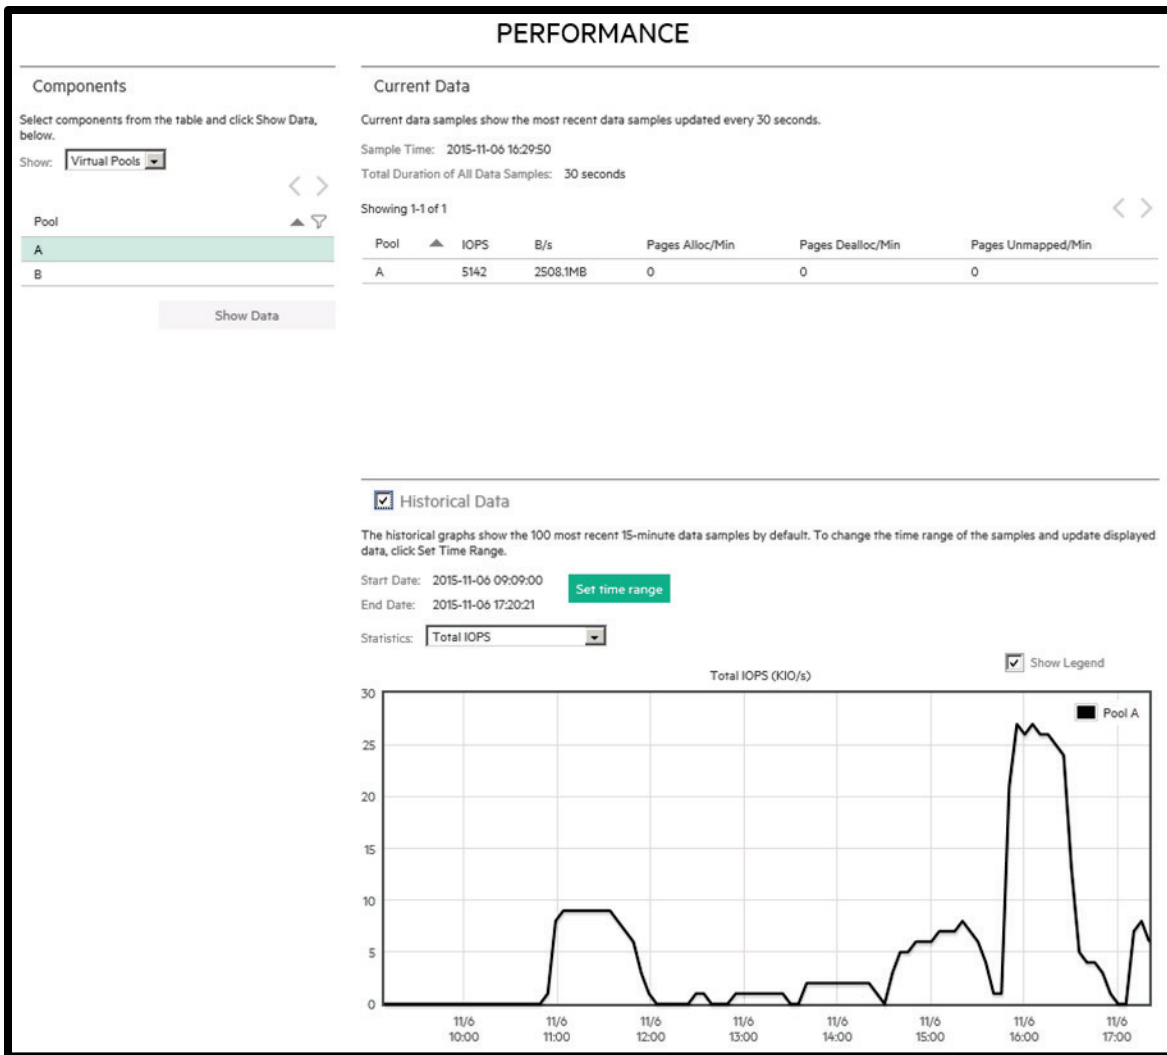 PERFORMANCE
Components
Select components from the table and click Show Data,
below.
Show: Virtual Pools
Pool
A
B
Show Data
Current Data
Current data samples show the most recent data samples updated every 30 seconds.
Sample Time: 2015-11-06 16:29:50
Total Duration of All Data Samples: 30 seconds
Showing 1-1 of 1
Pool IOPS B/s Pages Alloc/Min Pages Dealloc/Min Pages Unmapped/Min
A 5142 2508.1MB 0 0 0
Historical Data
The historical graphs show the 100 most recent 15-minute data samples by default. To change the time range of the samples and update displayed
data, click Set Time Range.
Start Date: 2015-11-06 09:09:00
Set time range
End Date: 2015-11-06 17:20:21
Statistics: Total IOPS
Show Legend
Total IOPS (KIO/s)
Pool A
30
25
20
15
10
5
0
11/6 11/6 11/6 11/6 11/6 11/6 11/6 11/6
10:00 11:00 12:00 13:00 14:00 15:00 16:00 17:00